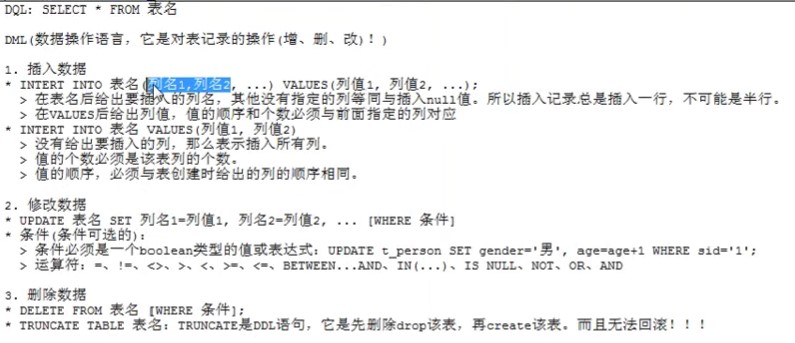 DQL: SELECT * FROM 表名
DML(数据操作语言，它是对表记录的操作(增、删、改)！)
1. 插入数据
* INTERT INTO 表名(列名1,列名2, ...) VALUES(列值1, 列值2, ...);
> 在表名后给出要插入的列名，其他没有指定的列等同与插入null值。所以插入记录总是插入一行，不可能是半行。
> 在VALUES后给出列值，值的顺序和个数必须与前面指定的列对应
* INTERT INTO 表名 VALUES(列值1, 列值2)
> 没有给出要插入的列，那么表示插入所有列。
> 值的个数必须是该表列的个数。
> 值的顺序，必须与表创建时给出的列的顺序相同。
2. 修改数据
* UPDATE 表名 SET 列名1=列值1, 列名2=列值2, ... [WHERE 条件]
* 条件(条件可选的)：
> 条件必须是一个boolean类型的值或表达式：UPDATE t_person SET gender='男', age=age+1 WHERE sid='1';
> 运算符：=、!=、<>、>、<、>=、<=、BETWEEN...AND、IN(...)、IS NULL、NOT、OR、AND
3. 删除数据
* DELETE FROM 表名 [WHERE 条件];
* TRUNCATE TABLE 表名：TRUNCATE是DDL语句，它是先删除drop该表，再create该表。而且无法回滚！！！